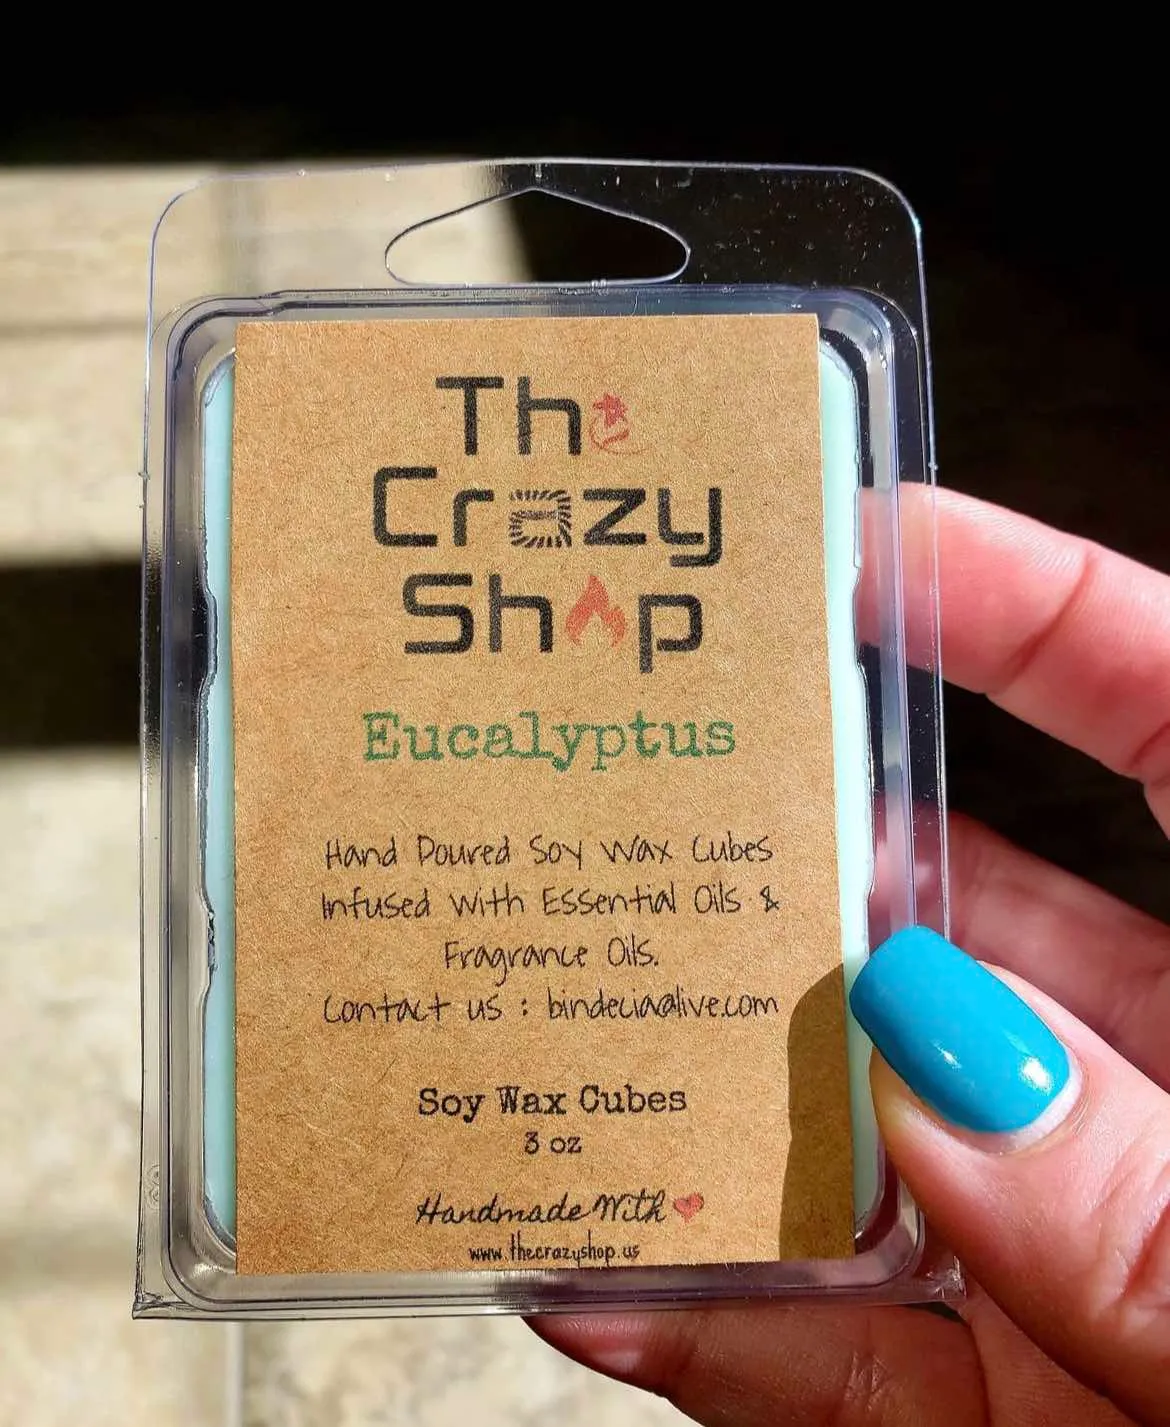 The
Crazy
Shop
Eucalyptus
Hand Poured Soy Wax Cubes
Infused With Essential Oils &
Fragrance Oils.
Contact us : bindecia@live.com
Soy Wax Cubes
3 oz
Handmade With
www.thecrazyshop.us